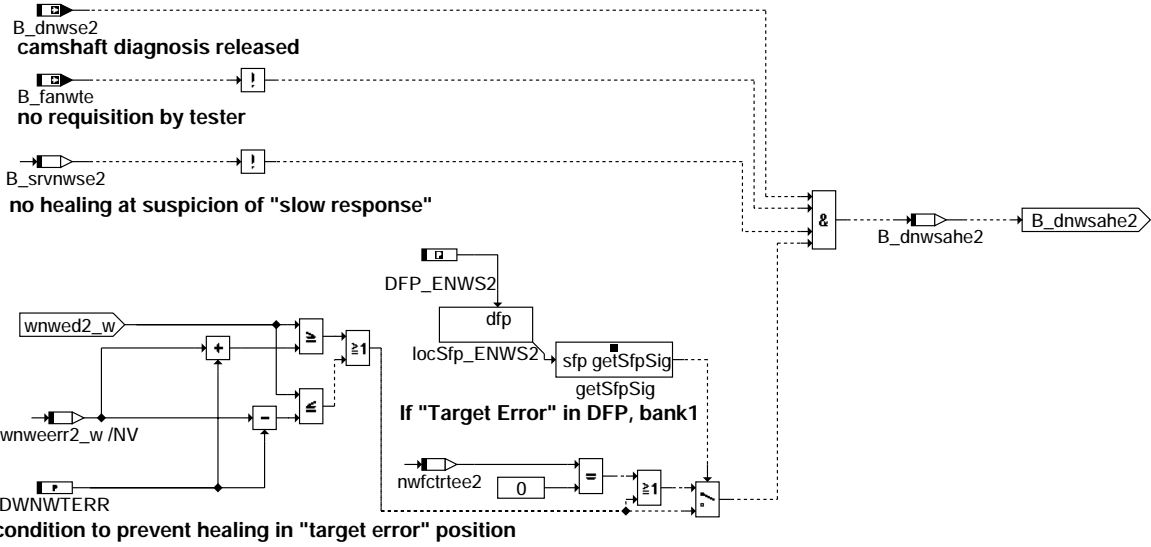 B_dnwse2
camshaft diagnosis released
B_fanwte
!
no requisition by tester
B_srvnwse2
!
no healing at suspicion of "slow response"
&
B_dnwsahe2
B_dnwsahe2
DFP_ENWS2
dfp
locSfp_ENWS2
sfp getSfpSig
getSfpSig
If "Target Error" in DFP, bank1
wnwed2_w
+
≥
≥1
-
≤
wnweerr2_w /NV
nwfctrtee2
0
=
≥1
P
DWNWTERR
condition to prevent healing in "target error" position